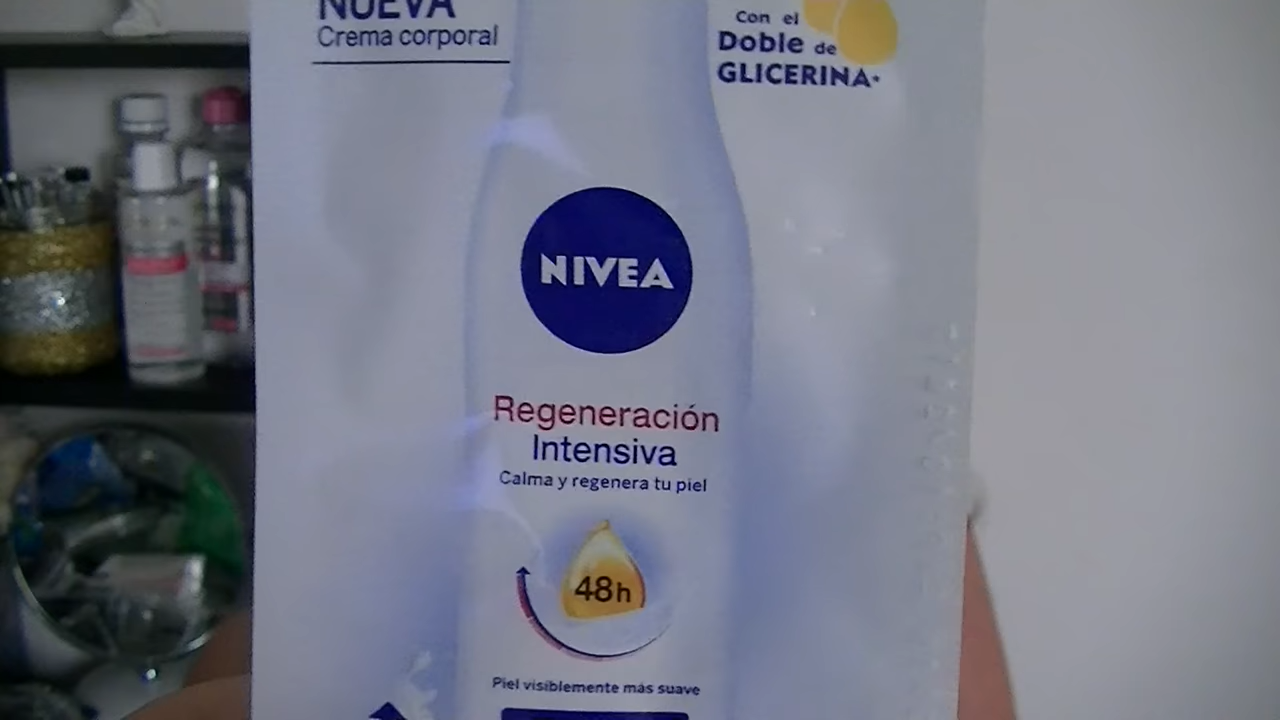 NUEVA
Crema corporal
Con el
Doble de
GLICERINA*
NIVEA
Regeneración
Intensiva
Calma y regenera tu piel
48h
Piel visiblemente más suave